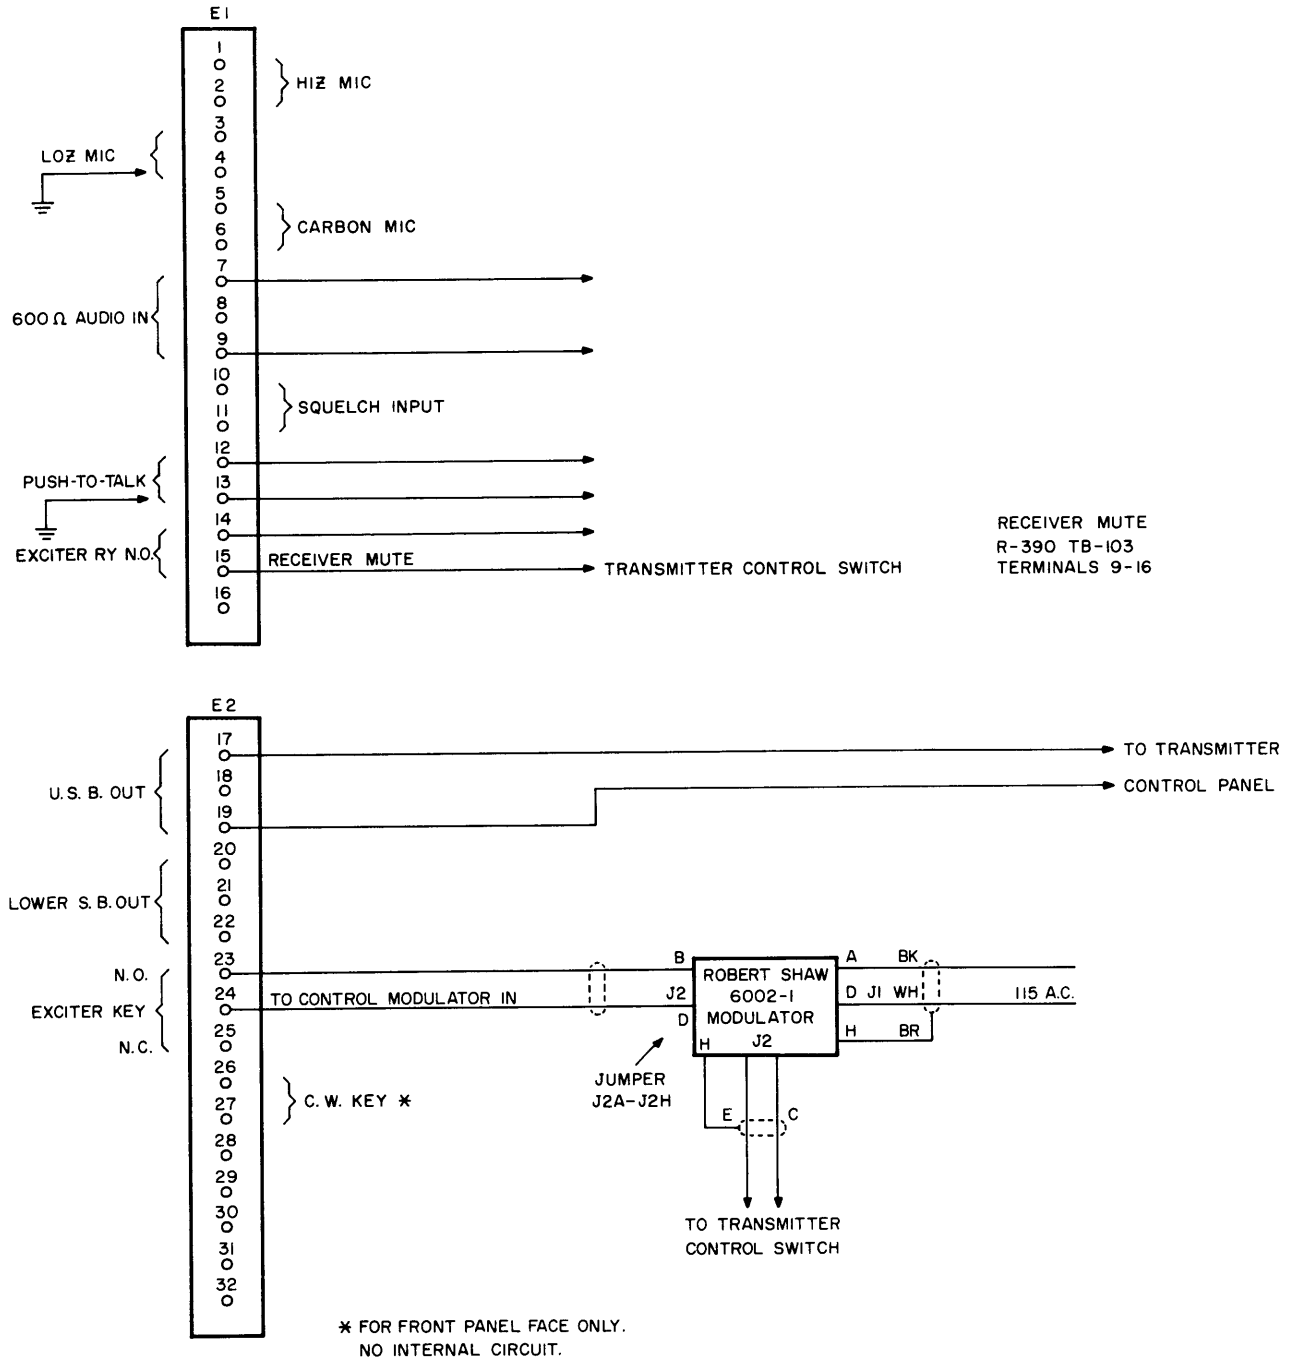 E1
1
2
HIZ MIC
3
LOZ MIC
4
5
6
CARBON MIC
7
8
600Ω AUDIO IN
9
10
11
SQUELCH INPUT
12
PUSH-TO-TALK
13
14
EXCITER RY N.O.
15
RECEIVER MUTE
TRANSMITTER CONTROL SWITCH
16
RECEIVER MUTE
R-390 TB-103
TERMINALS 9-16
E2
17
TO TRANSMITTER
18
U.S.B. OUT
CONTROL PANEL
19
20
21
LOWER S.B. OUT
22
23
N.O.
24
EXCITER KEY
TO CONTROL MODULATOR IN
25
N.C.
B
J2
D
ROBERT SHAW
6002-1
MODULATOR
H
J2
A BK
D J1 WH
115 A.C.
H BR
JUMPER
J2A-J2H
E
C
TO TRANSMITTER
CONTROL SWITCH
26
27
C.W. KEY *
28
29
30
31
32
* FOR FRONT PANEL FACE ONLY.
NO INTERNAL CIRCUIT.